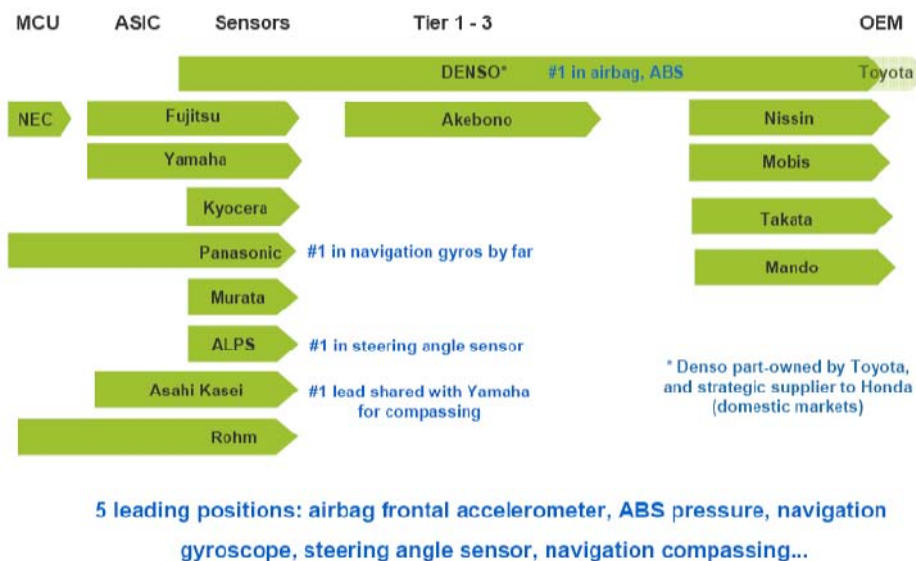 MCU ASIC Sensors Tier 1 - 3 OEM
DENSO* #1 in airbag, ABS Toyota
NEC Fujitsu Akebono Nissin
Yamaha Mobis
Kyocera Takata
Panasonic #1 in navigation gyros by far Mando
Murata
ALPS #1 in steering angle sensor
Asahi Kasei #1 lead shared with Yamaha
for compassing
Rohm
* Denso part-owned by Toyota,
and strategic supplier to Honda
(domestic markets)
5 leading positions: airbag frontal accelerometer, ABS pressure, navigation
gyroscope, steering angle sensor, navigation compassing...